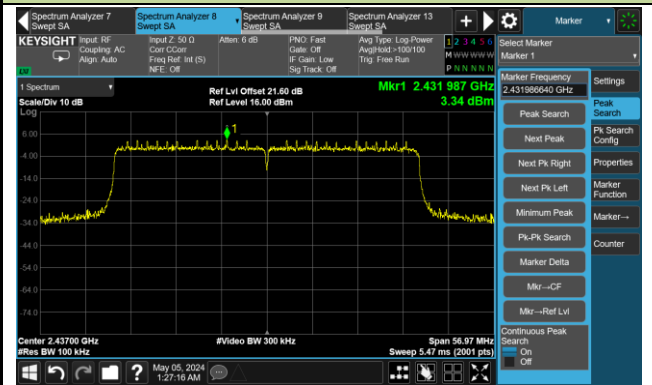 Spectrum Analyzer 7
Swept SA
Spectrum Analyzer 8
Swept SA
Spectrum Analyzer 9
Swept SA
Spectrum Analyzer 13
Swept SA
+
Marker
KEYSIGHT
Input: RF
Coupling: AC
Align: Auto
Input Z: 50 Ω
Corr CCorr
Freq Ref: Int (S)
NFE: Off
Atten: 6 dB
PNO: Fast
Gate: Off
IF Gain: Low
Sig Track: Off
Avg Type: Log-Power
Avg|Hold:>100/100
Trig: Free Run
1 2 3 4 5 6
M W W W W W
P N N N N N
Select Marker
Marker 1
1 Spectrum
Scale/Div 10 dB
Ref Lvl Offset 21.60 dB
Ref Level 16.00 dBm
Mkr1 2.431 987 GHz
3.34 dBm
Log
6.00
-4.00
-14.0
-24.0
-34.0
-44.0
-54.0
-64.0
-74.0
1
Center 2.43700 GHz
#Res BW 100 kHz
#Video BW 300 kHz
Span 56.97 MHz
Sweep 5.47 ms (2001 pts)
Marker Frequency
2.431986640 GHz
Peak Search
Next Peak
Next Pk Right
Next Pk Left
Minimum Peak
Pk-Pk Search
Marker Delta
Mkr→CF
Mkr→Ref Lvl
Continuous Peak
Search
On
Off
Settings
Peak
Search
Pk Search
Config
Properties
Marker
Function
Marker→
Counter
?
May 05, 2024
1:27:16 AM